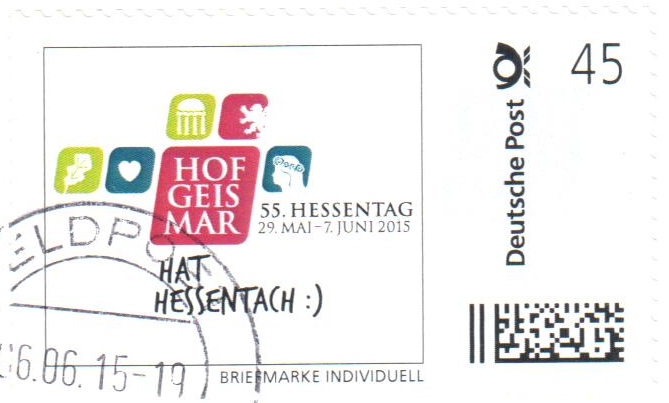 HOF
GEIS
MAR
55. HESSENTAG
29. MAI – 7. JUNI 2015
HAT
HESSENTACH :)
BRIEFMARKE INDIVIDUELL
Deutsche Post
45
ELDPO
6.06.15-19